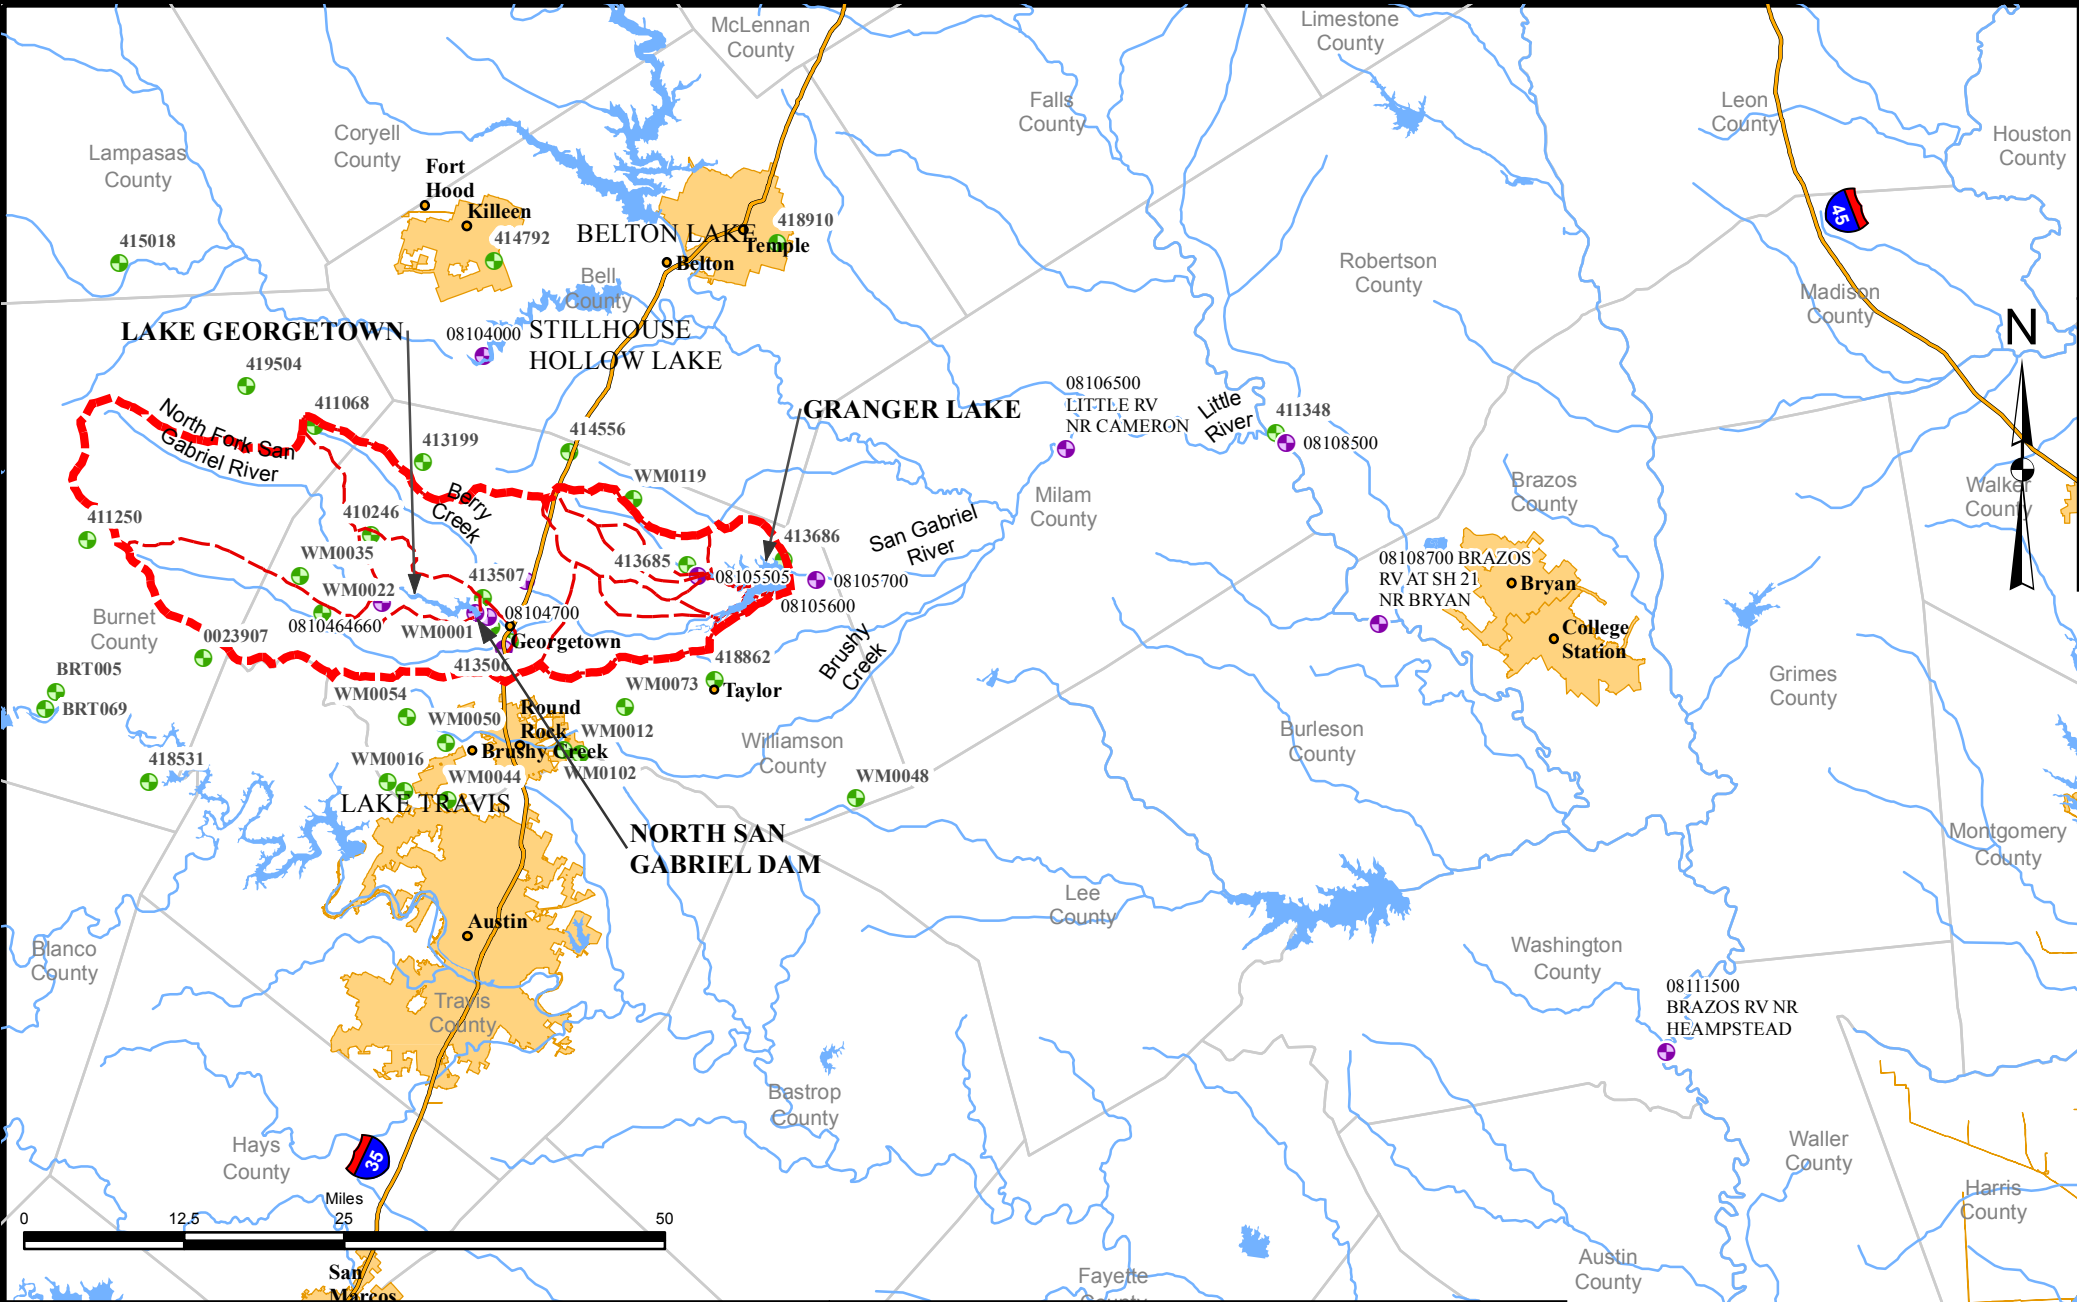 McLennan
County
Limestone
County
Falls
County
Leon
County
Houston
County
Coryell
County
Lampasas
County
Fort
Hood
Killeen
414792
415018
BELTON LAKE
418910
Temple
Belton
Bell
County
Robertson
County
Madison
County
45
N
LAKE GEORGETOWN
08104000
STILLHOUSE
HOLLOW LAKE
419504
411068
North Fork San
Gabriel River
413199
414556
GRANGER LAKE
08106500
LITTLE RV
NR CAMERON
Little
River
411348
08108500
WM0119
Berry
Creek
411250
410246
WM0035
WM0022
0810464660
413507
413685
413686
08105505
08105700
08105600
San Gabriel
River
Milam
County
Brazos
County
Walker
County
08108700 BRAZOS
RV AT SH 21
NR BRYAN
Bryan
College
Station
Burnet
County
0023907
WM0001
08104700
Georgetown
413506
418862
Taylor
WM0073
Brushy
Creek
BRT005
BRT069
WM0054
WM0050
Round
Rock
WM0012
Brushy Creek
WM0102
WM0016
WM0044
418531
LAKE TRAVIS
Williamson
County
WM0048
Burleson
County
Grimes
County
Montgomery
County
NORTH SAN
GABRIEL DAM
Lee
County
Austin
Blanco
County
Travis
County
Washington
County
08111500
BRAZOS RV NR
HEAMPSTEAD
Bastrop
County
Hays
County
35
Waller
County
Harris
County
Austin
County
Fayette
County
Miles
0
12.5
25
50
San
Marcos